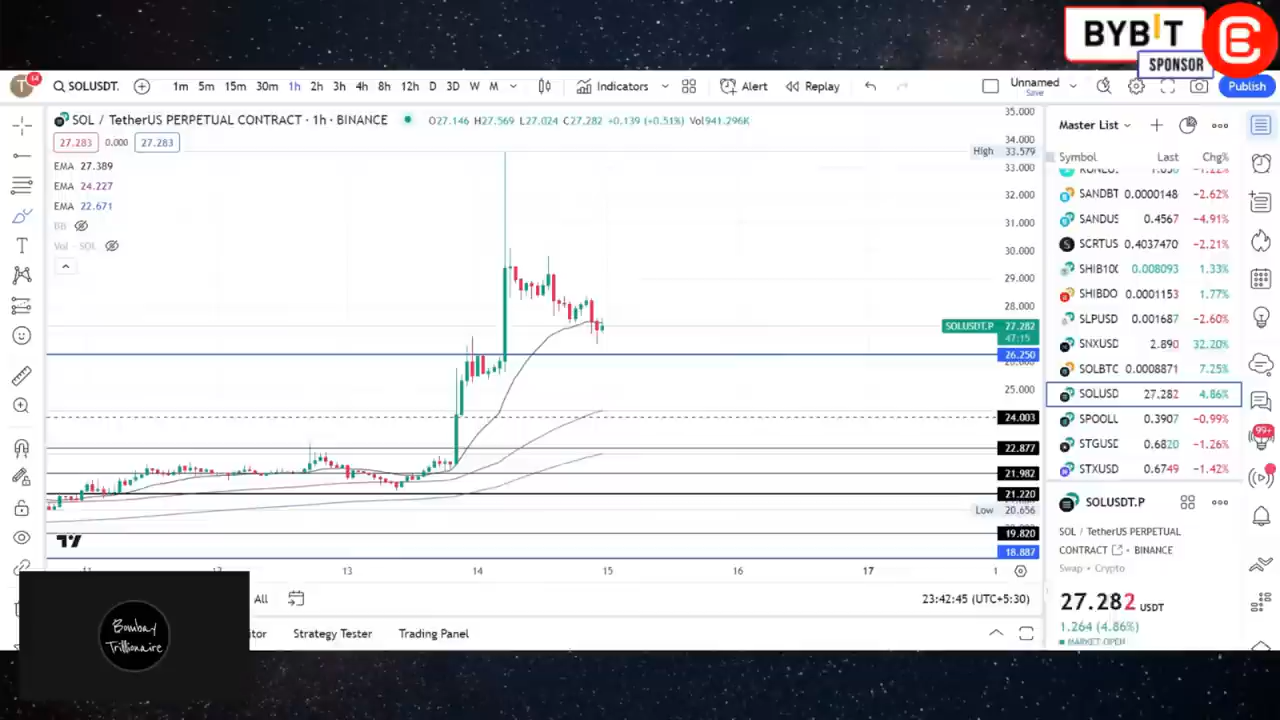 BYBIT
SPONSOR
14
SOLUSDT.
1m 5m 15m 30m 1h 2h 3h 4h 8h 12h D 3D W M
Indicators
Alert
Replay
Unnamed
Save
Publish
SOL / TetherUS PERPETUAL CONTRACT · 1h · BINANCE
O27.146 H27.569 L27.024 C27.282 +0.139 (+0.51%) Vol941.296K
27.283 0.000 27.283
EMA 27.389
EMA 24.227
EMA 22.671
BB
Vol · SOL
35.000
34.000
High 33.579
33.000
32.000
31.000
30.000
29.000
28.000
SOLUSDT.P 27.282
47:15
26.250
25.000
24.003
22.877
21.982
21.220
Low 20.656
19.820
18.887
13 14 15 16 17
All
23:42:45 (UTC+5:30)
Strategy Tester
Trading Panel
Bombay
Trillionaire
Master List
Symbol Last Chg%
SANDBT 0.0000148 −2.62%
SANDUS 0.4567 −4.91%
SCRTUS 0.4037470 −2.21%
SHIB10( 0.008093 1.33%
SHIBDO 0.0001153 1.77%
SLPUSD 0.001687 −2.60%
SNXUSD 2.890 32.20%
SOLBTC 0.0008871 7.25%
SOLUSD 27.282 4.86%
SPOOLL 0.3907 −0.99%
STGUSD 0.6820 −1.26%
STXUSD 0.6749 −1.42%
99+
SOLUSDT.P
SOL / TetherUS PERPETUAL
CONTRACT · BINANCE
Swap · Crypto
27.282 USDT
1.264 (4.86%)
MARKET OPEN